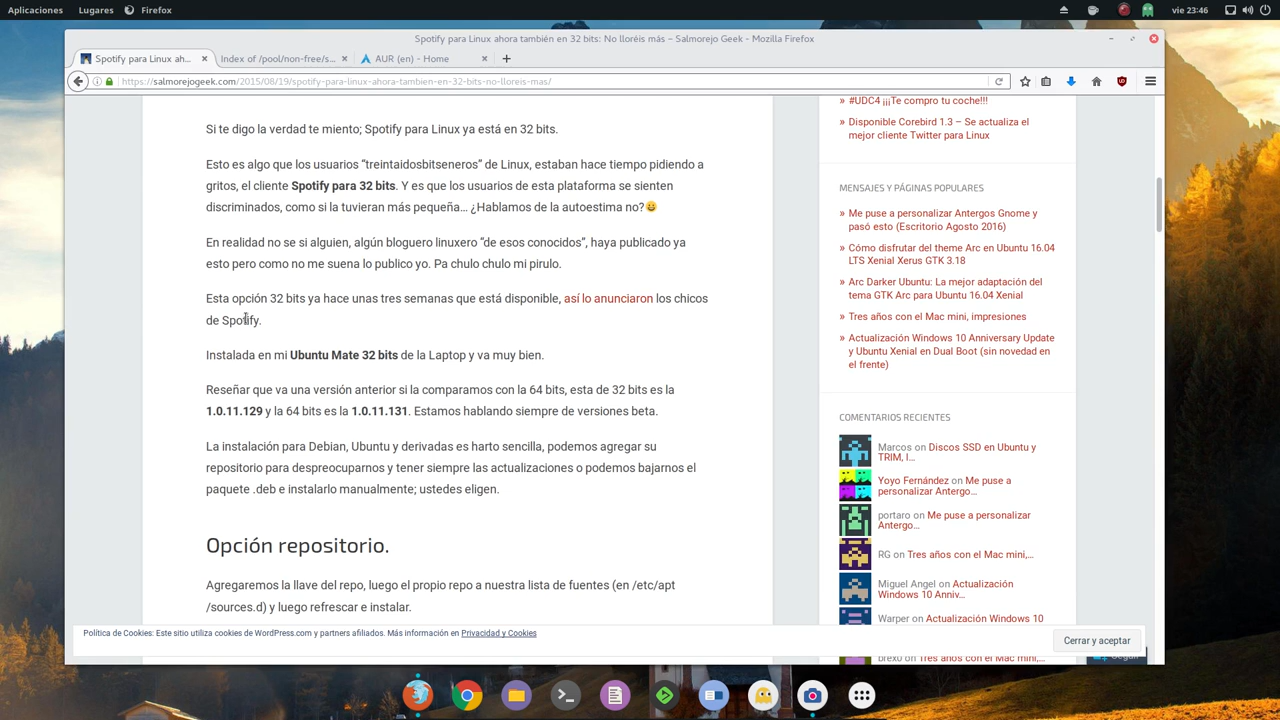 Aplicaciones Lugares Firefox vie 23:46
Spotify para Linux ahora también en 32 bits: No lloréis más – Salmorejo Geek - Mozilla Firefox
Spotify para Linux ah... Index of /pool/non-free/s... AUR (en) - Home
https://salmorejogeek.com/2015/08/19/spotify-para-linux-ahora-tambien-en-32-bits-no-lloreis-mas/
Si te digo la verdad te miento; Spotify para Linux ya está en 32 bits.
Esto es algo que los usuarios “treintaidosbitseneros” de Linux, estaban hace tiempo pidiendo a
gritos, el cliente Spotify para 32 bits. Y es que los usuarios de esta plataforma se sienten
discriminados, como si la tuvieran más pequeña… ¿Hablamos de la autoestima no?😀
En realidad no se si alguien, algún bloguero linuxero “de esos conocidos”, haya publicado ya
esto pero como no me suena lo publico yo. Pa chulo chulo mi pirulo.
Esta opción 32 bits ya hace unas tres semanas que está disponible, así lo anunciaron los chicos
de Spotify.
Instalada en mi Ubuntu Mate 32 bits de la Laptop y va muy bien.
Reseñar que va una versión anterior si la comparamos con la 64 bits, esta de 32 bits es la
1.0.11.129 y la 64 bits es la 1.0.11.131. Estamos hablando siempre de versiones beta.
La instalación para Debian, Ubuntu y derivadas es harto sencilla, podemos agregar su
repositorio para despreocuparnos y tener siempre las actualizaciones o podemos bajarnos el
paquete .deb e instalarlo manualmente; ustedes eligen.
Opción repositorio.
Agregaremos la llave del repo, luego el propio repo a nuestra lista de fuentes (en /etc/apt
/sources.d) y luego refrescar e instalar.
» #UDC4 ¡¡¡Te compro tu coche!!!
» Disponible Corebird 1.3 – Se actualiza el
mejor cliente Twitter para Linux
MENSAJES Y PÁGINAS POPULARES
» Me puse a personalizar Antergos Gnome y
pasó esto (Escritorio Agosto 2016)
» Cómo disfrutar del theme Arc en Ubuntu 16.04
LTS Xenial Xerus GTK 3.18
» Arc Darker Ubuntu: La mejor adaptación del
tema GTK Arc para Ubuntu 16.04 Xenial
» Tres años con el Mac mini, impresiones
» Actualización Windows 10 Anniversary Update
y Ubuntu Xenial en Dual Boot (sin novedad en
el frente)
COMENTARIOS RECIENTES
Marcos on Discos SSD en Ubuntu y
TRIM, l…
Yoyo Fernández on Me puse a
personalizar Antergo…
portaro on Me puse a personalizar
Antergo…
RG on Tres años con el Mac mini,…
Miguel Angel on Actualización
Windows 10 Anniv…
Warper on Actualización Windows 10
brexo on Tres años con el Mac mini,…
Seguir
Política de Cookies: Este sitio utiliza cookies de WordPress.com y partners afiliados. Más información en Privacidad y Cookies
Cerrar y aceptar